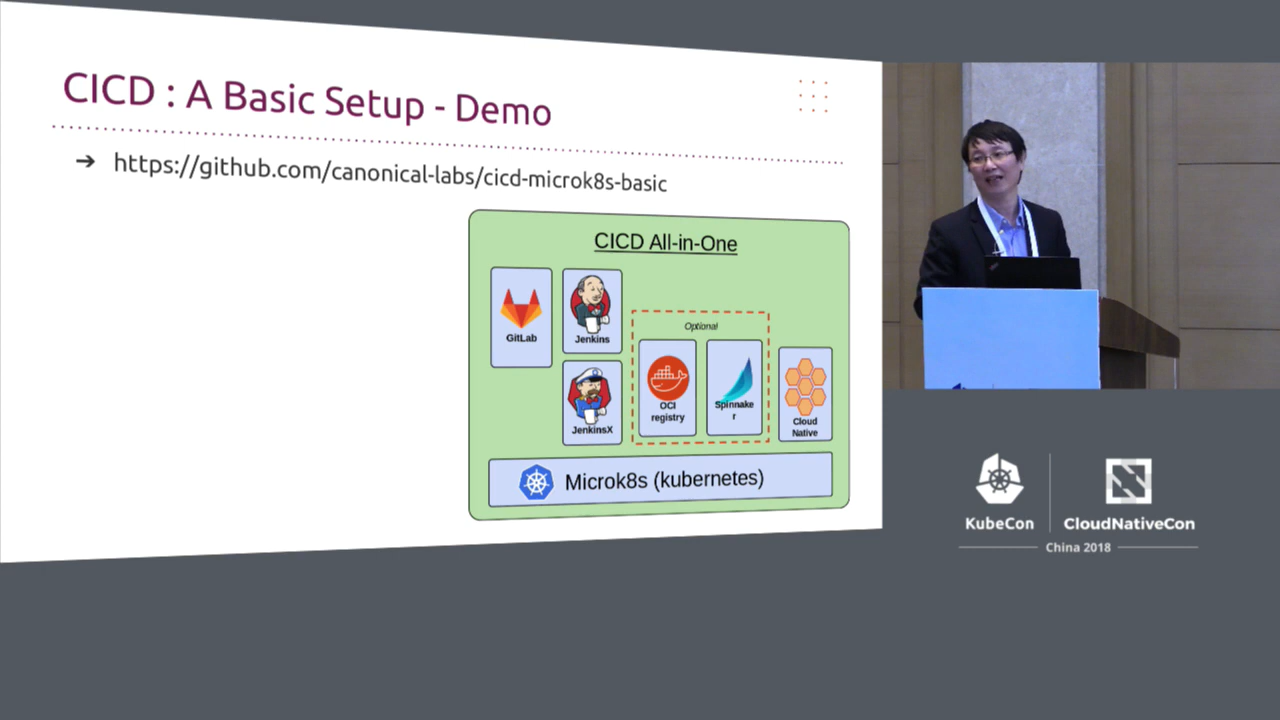 CICD : A Basic Setup - Demo
➔ https://github.com/canonical-labs/cicd-microk8s-basic
CICD All-in-One
GitLab
Jenkins
JenkinsX
Optional
OCI
registry
Spinnake
r
Cloud
Native
Microk8s (kubernetes)
KubeCon
CloudNativeCon
China 2018